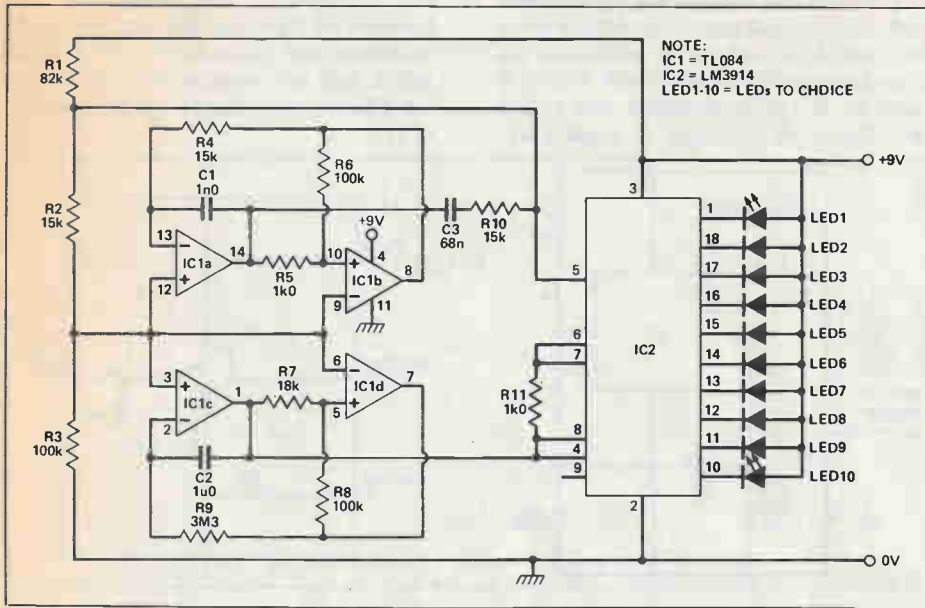 NOTE:
IC1 = TL084
IC2 = LM3914
LED1-10 = LEDs TO CHDICE
R1
82k
R4
15k
C1
1n0
R6
100k
R2
15k
+9V
C3
68n
R10
15k
13
12
14
IC1a
R5
1k0
10
9
4
8
11
IC1b
3
2
1
IC1c
R7
18k
6
5
7
IC1d
R3
100k
C2
1u0
R9
3M3
R8
100k
+9V
3
5
6
7
R11
1k0
8
4
9
IC2
2
1
LED1
18
LED2
17
LED3
16
LED4
15
LED5
14
LED6
13
LED7
12
LED8
11
LED9
10
LED10
0V